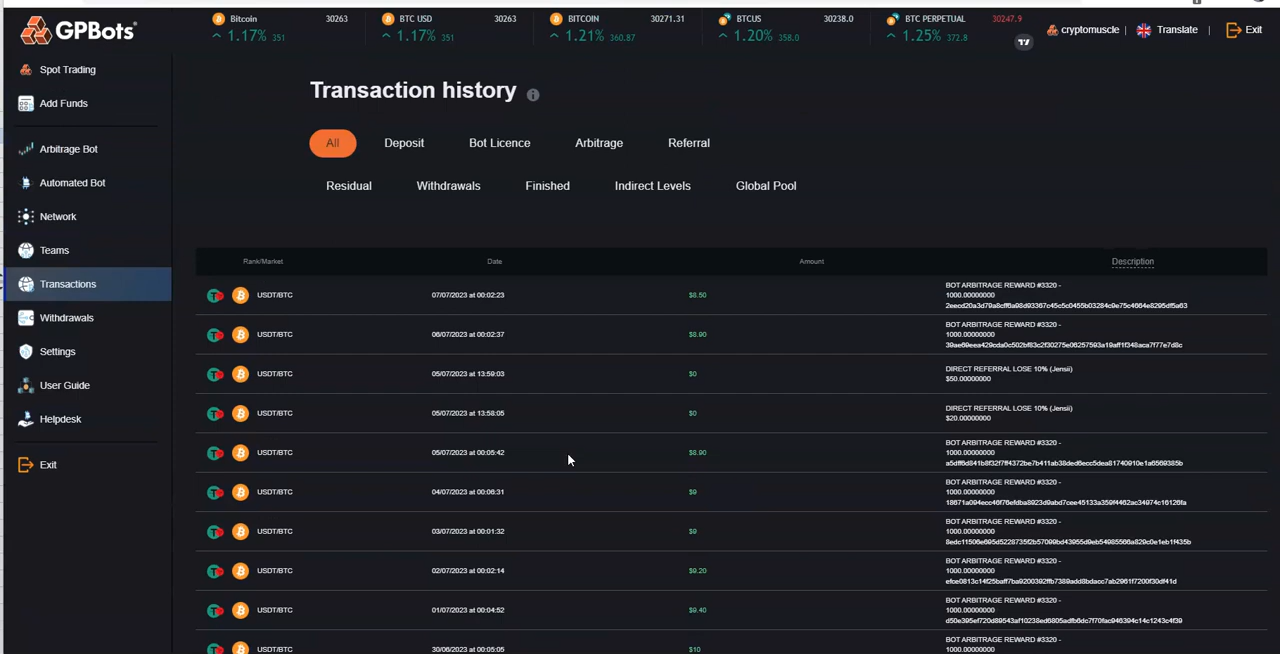 GPBots
Bitcoin 30263
1.17% 351
BTC USD 30263
1.17% 351
BITCOIN 30271.31
1.21% 360.87
BTCUS 30238.0
1.20% 358.0
BTC PERPETUAL 30247.9
1.25% 372.8
cryptomuscle | Translate | Exit
Spot Trading
Add Funds
Arbitrage Bot
Automated Bot
Network
Teams
Transactions
Withdrawals
Settings
User Guide
Helpdesk
Exit
Transaction history
All Deposit Bot Licence Arbitrage Referral
Residual Withdrawals Finished Indirect Levels Global Pool
Rank/Market Date Amount Description
USDT/BTC 07/07/2023 at 00:02:23 $8.50 BOT ARBITRAGE REWARD #3320 -
1000.00000000
USDT/BTC 06/07/2023 at 00:02:37 $8.90 BOT ARBITRAGE REWARD #3320 -
1000.00000000
USDT/BTC 05/07/2023 at 13:59:03 $0 DIRECT REFERRAL LOSE 10% (Jensii)
$50.00000000
USDT/BTC 05/07/2023 at 13:58:05 $0 DIRECT REFERRAL LOSE 10% (Jensii)
$20.00000000
USDT/BTC 05/07/2023 at 00:05:42 $8.90 BOT ARBITRAGE REWARD #3320 -
1000.00000000
USDT/BTC 04/07/2023 at 00:06:31 $9 BOT ARBITRAGE REWARD #3320 -
1000.00000000
USDT/BTC 03/07/2023 at 00:01:32 $9 BOT ARBITRAGE REWARD #3320 -
1000.00000000
USDT/BTC 02/07/2023 at 00:02:14 $9.20 BOT ARBITRAGE REWARD #3320 -
1000.00000000
USDT/BTC 01/07/2023 at 00:04:52 $9.40 BOT ARBITRAGE REWARD #3320 -
1000.00000000
USDT/BTC 30/06/2023 at 00:05:05 $10 BOT ARBITRAGE REWARD #3320 -
1000.00000000